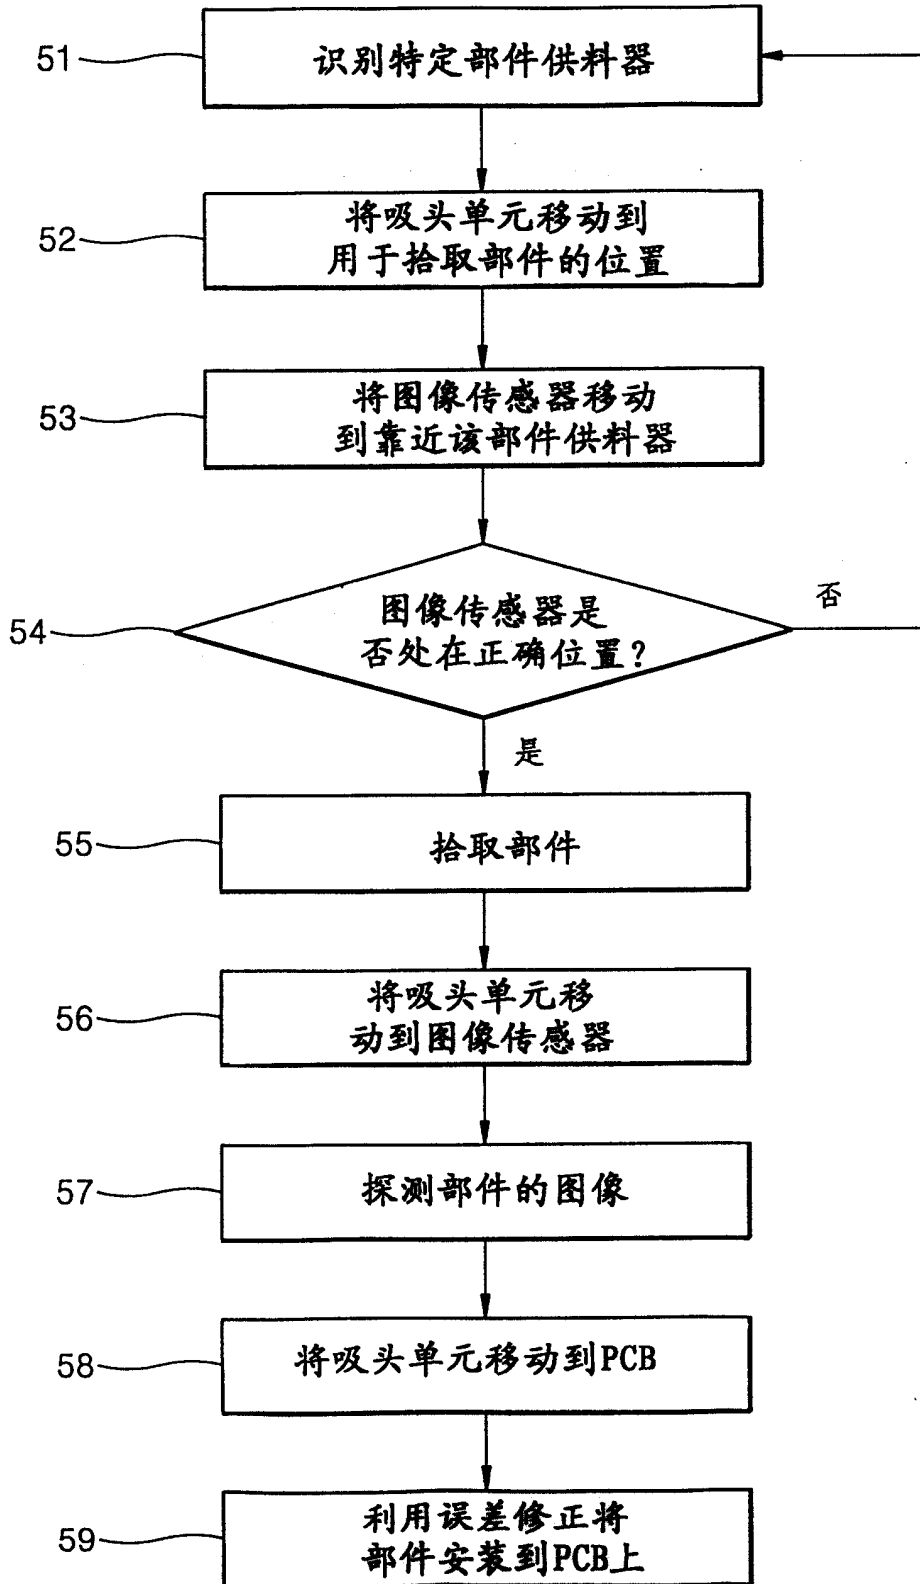 51
识别特定部件供料器
52
将吸头单元移动到
用于拾取部件的位置
53
将图像传感器移动
到靠近该部件供料器
54
图像传感器是
否处在正确位置?
否
是
55
拾取部件
56
将吸头单元移
动到图像传感器
57
探测部件的图像
58
将吸头单元移动到PCB
59
利用误差修正将
部件安装到PCB上